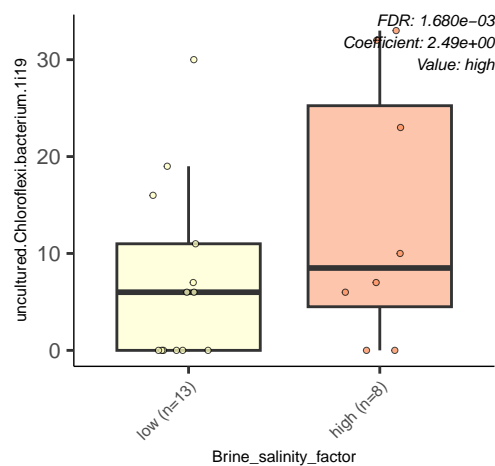 FDR: 1.680e−03
Coefficient: 2.49e+00
Value: high
uncultured.Chloroflexi.bacterium.1i19
30
20
10
0
low (n=13)
high (n=8)
Brine_salinity_factor